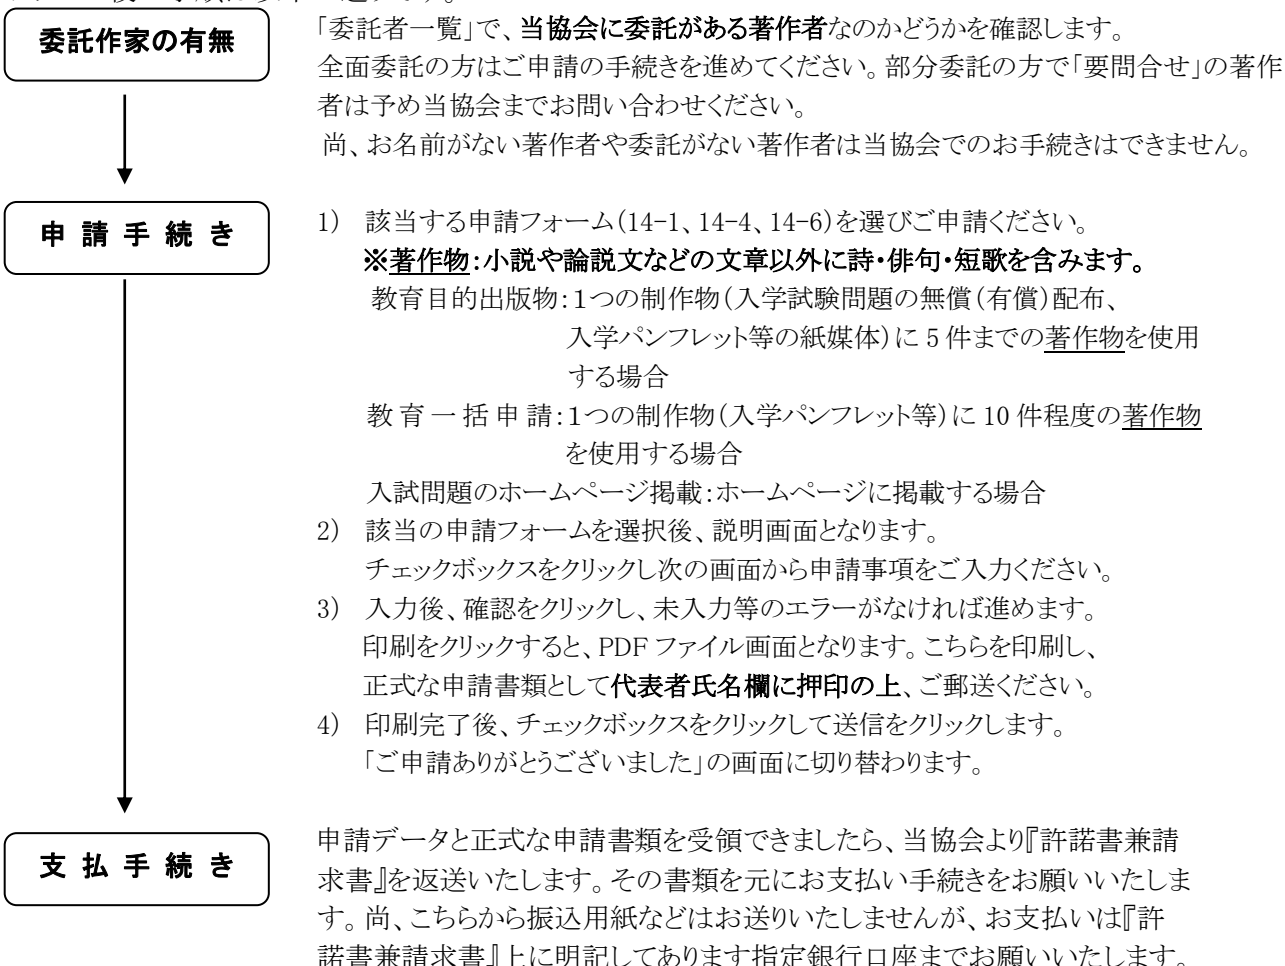 委託作家の有無
「委託者一覧」で、当協会に委託がある著作者なのかどうかを確認します。
全面委託の方はご申請の手続きを進めてください。部分委託の方で「要問合せ」の著作
者は予め当協会までお問い合わせください。
尚、お名前がない著作者や委託がない著作者は当協会でのお手続きはできません。
申 請 手 続 き
1) 該当する申請フォーム(14-1、14-4、14-6)を選びご申請ください。
※著作物:小説や論説文などの文章以外に詩・俳句・短歌を含みます。
教育目的出版物:1つの制作物(入学試験問題の無償(有償)配布、
入学パンフレット等の紙媒体)に 5 件までの著作物を使用
する場合
教 育 一 括 申 請:1つの制作物(入学パンフレット等)に 10 件程度の著作物
を使用する場合
入試問題のホームページ掲載:ホームページに掲載する場合
2) 該当の申請フォームを選択後、説明画面となります。
チェックボックスをクリックし次の画面から申請事項をご入力ください。
3) 入力後、確認をクリックし、未入力等のエラーがなければ進めます。
印刷をクリックすると、PDF ファイル画面となります。こちらを印刷し、
正式な申請書類として代表者氏名欄に押印の上、ご郵送ください。
4) 印刷完了後、チェックボックスをクリックして送信をクリックします。
「ご申請ありがとうございました」の画面に切り替わります。
支 払 手 続 き
申請データと正式な申請書類を受領できましたら、当協会より『許諾書兼請
求書』を返送いたします。その書類を元にお支払い手続きをお願いいたしま
す。尚、こちらから振込用紙などはお送りいたしませんが、お支払いは『許
諾書兼請求書』上に明記してあります指定銀行口座までお願いいたします。